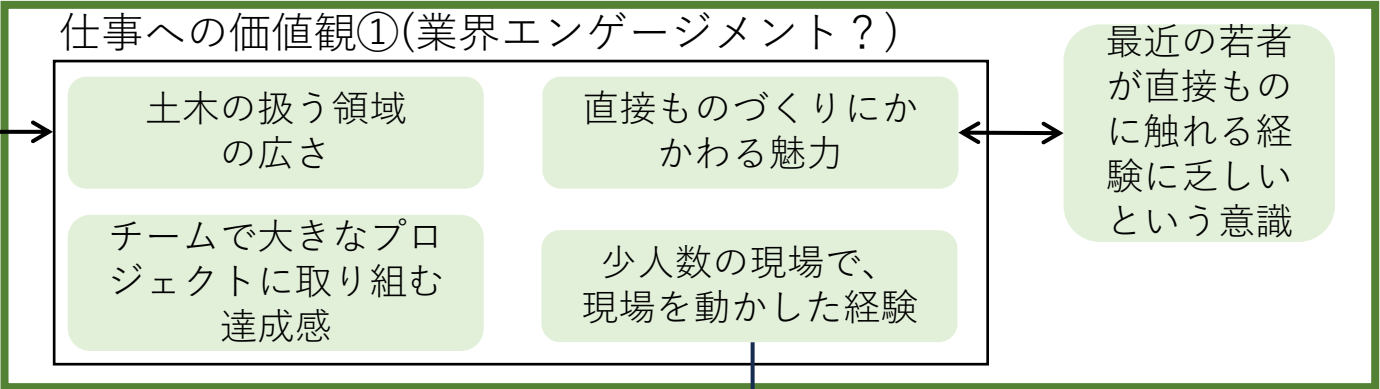 仕事への価値観①(業界エンゲージメント？)
土木の扱う領域
の広さ
直接ものづくりにか
かわる魅力
チームで大きなプロ
ジェクトに取り組む
達成感
少人数の現場で、
現場を動かした経験
最近の若者
が直接もの
に触れる経
験に乏しい
という意識